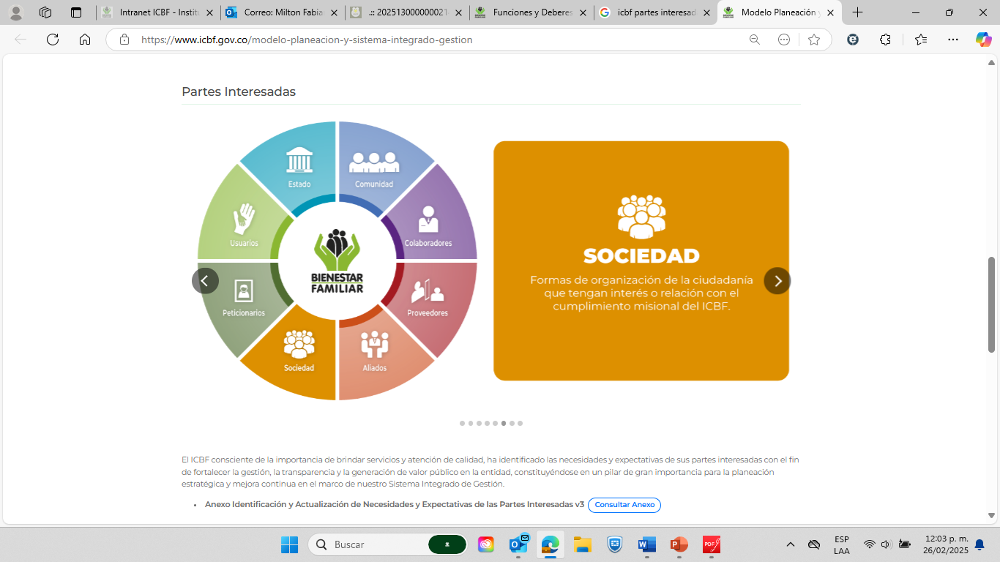 Intranet ICBF - Institu
Correo: Milton Fabia
.:: 202513000000021
Funciones y Deberes
icbf partes interesad
Modelo Planeación y
https://www.icbf.gov.co/modelo-planeacion-y-sistema-integrado-gestion
Partes Interesadas
Estado
Comunidad
Usuarios
Colaboradores
BIENESTAR
FAMILIAR
Peticionarios
Proveedores
Sociedad
Aliados
SOCIEDAD
Formas de organización de la ciudadanía
que tengan interés o relación con el
cumplimiento misional del ICBF.
El ICBF consciente de la importancia de brindar servicios y atención de calidad, ha identificado las necesidades y expectativas de sus partes interesadas con el fin
de fortalecer la gestión, la transparencia y la generación de valor público en la entidad, constituyéndose en un pilar de gran importancia para la planeación
estratégica y mejora continua en el marco de nuestro Sistema Integrado de Gestión.
• Anexo Identificación y Actualización de Necesidades y Expectativas de las Partes Interesadas v3 Consultar Anexo
Buscar
ESP
LAA
12:03 p. m.
26/02/2025